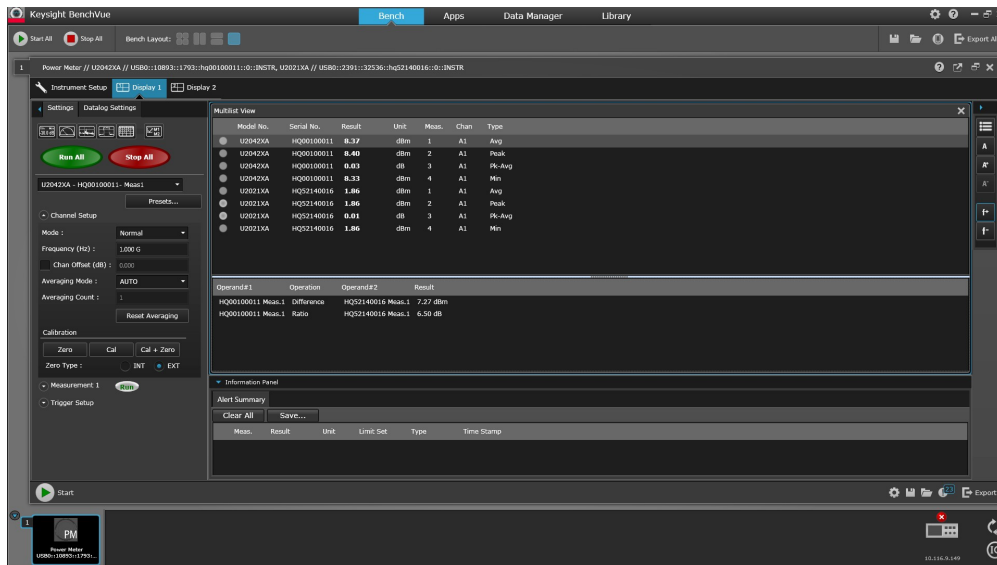 Keysight BenchVue
Bench Apps Data Manager Library
Start All Stop All Bench Layout: Export All
1 Power Meter // U2042XA // USB0::10893::1793::hq00100011::0::INSTR, U2021XA // USB0::2391::32536::hq52140016::0::INSTR
Instrument Setup Display 1 Display 2
Settings Datalog Settings
Run All Stop All
U2042XA - HQ00100011- Meas1
Presets...
Channel Setup
Mode : Normal
Frequency (Hz) : 1.000 G
Chan Offset (dB) : 0.000
Averaging Mode : AUTO
Averaging Count : 1
Reset Averaging
Calibration
Zero Cal Cal + Zero
Zero Type : INT EXT
Measurement 1 Run
Trigger Setup
Multilist View
Model No. Serial No. Result Unit Meas. Chan Type
U2042XA HQ00100011 8.37 dBm 1 A1 Avg
U2042XA HQ00100011 8.40 dBm 2 A1 Peak
U2042XA HQ00100011 0.03 dB 3 A1 Pk-Avg
U2042XA HQ00100011 8.33 dBm 4 A1 Min
U2021XA HQ52140016 1.86 dBm 1 A1 Avg
U2021XA HQ52140016 1.86 dBm 2 A1 Peak
U2021XA HQ52140016 0.01 dB 3 A1 Pk-Avg
U2021XA HQ52140016 1.86 dBm 4 A1 Min
Operand#1 Operation Operand#2 Result
HQ00100011 Meas.1 Difference HQ52140016 Meas.1 7.27 dBm
HQ00100011 Meas.1 Ratio HQ52140016 Meas.1 6.50 dB
Information Panel
Alert Summary
Clear All Save...
Meas. Result Unit Limit Set Type Time Stamp
Start 23 Export
1
PM
Power Meter
USB0::10893::1793::...
10.116.9.149